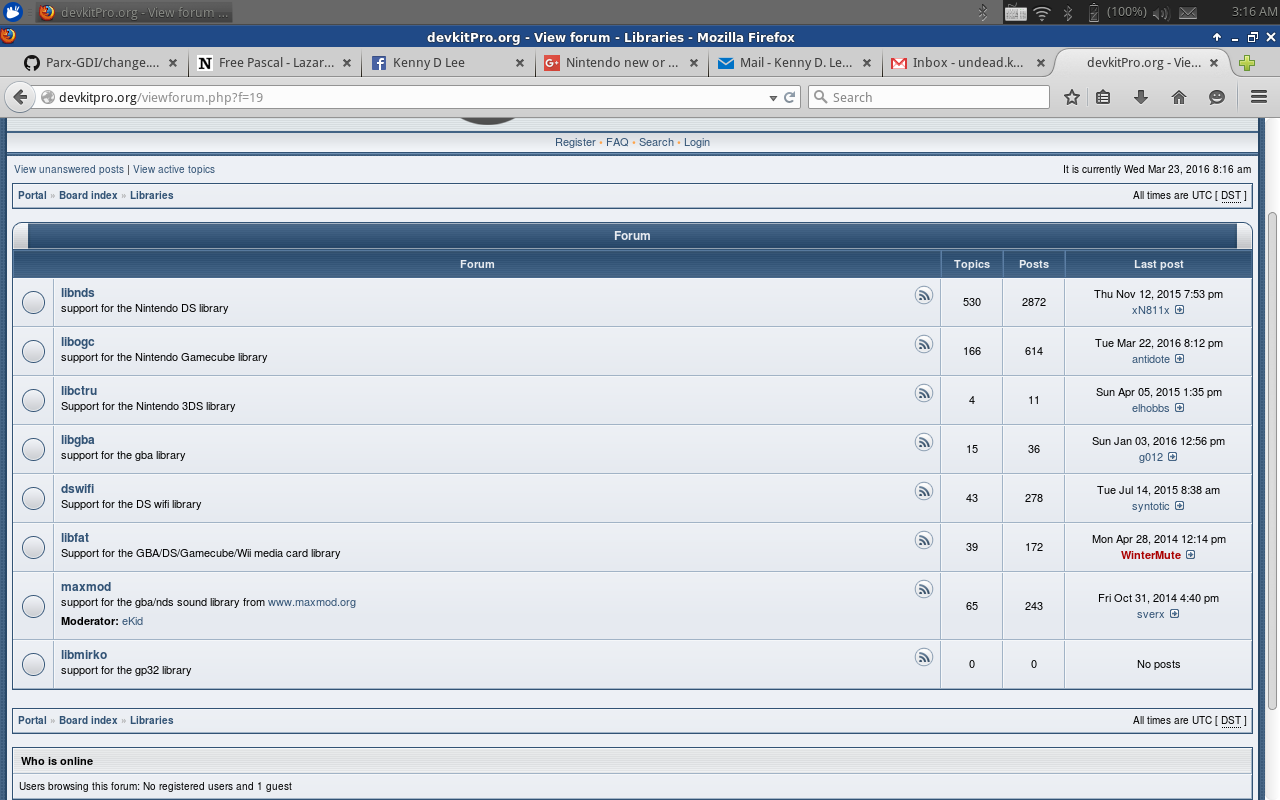 devkitPro.org - View forum ...
(100%)
3:16 AM
devkitPro.org - View forum - Libraries - Mozilla Firefox
Parx-GDI/change....
Free Pascal - Lazar...
Kenny D Lee
Nintendo new or ...
Mail - Kenny D. Le...
Inbox - undead.k...
devkitPro.org - Vie...
devkitpro.org/viewforum.php?f=19
Search
Register • FAQ • Search • Login
View unanswered posts | View active topics
It is currently Wed Mar 23, 2016 8:16 am
Portal » Board index » Libraries
All times are UTC [ DST ]
Forum
Forum Topics Posts Last post
libnds
support for the Nintendo DS library
530 2872
Thu Nov 12, 2015 7:53 pm
xN811x
libogc
support for the Nintendo Gamecube library
166 614
Tue Mar 22, 2016 8:12 pm
antidote
libctru
Support for the Nintendo 3DS library
4 11
Sun Apr 05, 2015 1:35 pm
elhobbs
libgba
support for the gba library
15 36
Sun Jan 03, 2016 12:56 pm
g012
dswifi
Support for the DS wifi library
43 278
Tue Jul 14, 2015 8:38 am
syntotic
libfat
Support for the GBA/DS/Gamecube/Wii media card library
39 172
Mon Apr 28, 2014 12:14 pm
WinterMute
maxmod
support for the gba/nds sound library from www.maxmod.org
Moderator: eKid
65 243
Fri Oct 31, 2014 4:40 pm
sverx
libmirko
support for the gp32 library
0 0
No posts
Portal » Board index » Libraries
All times are UTC [ DST ]
Who is online
Users browsing this forum: No registered users and 1 guest